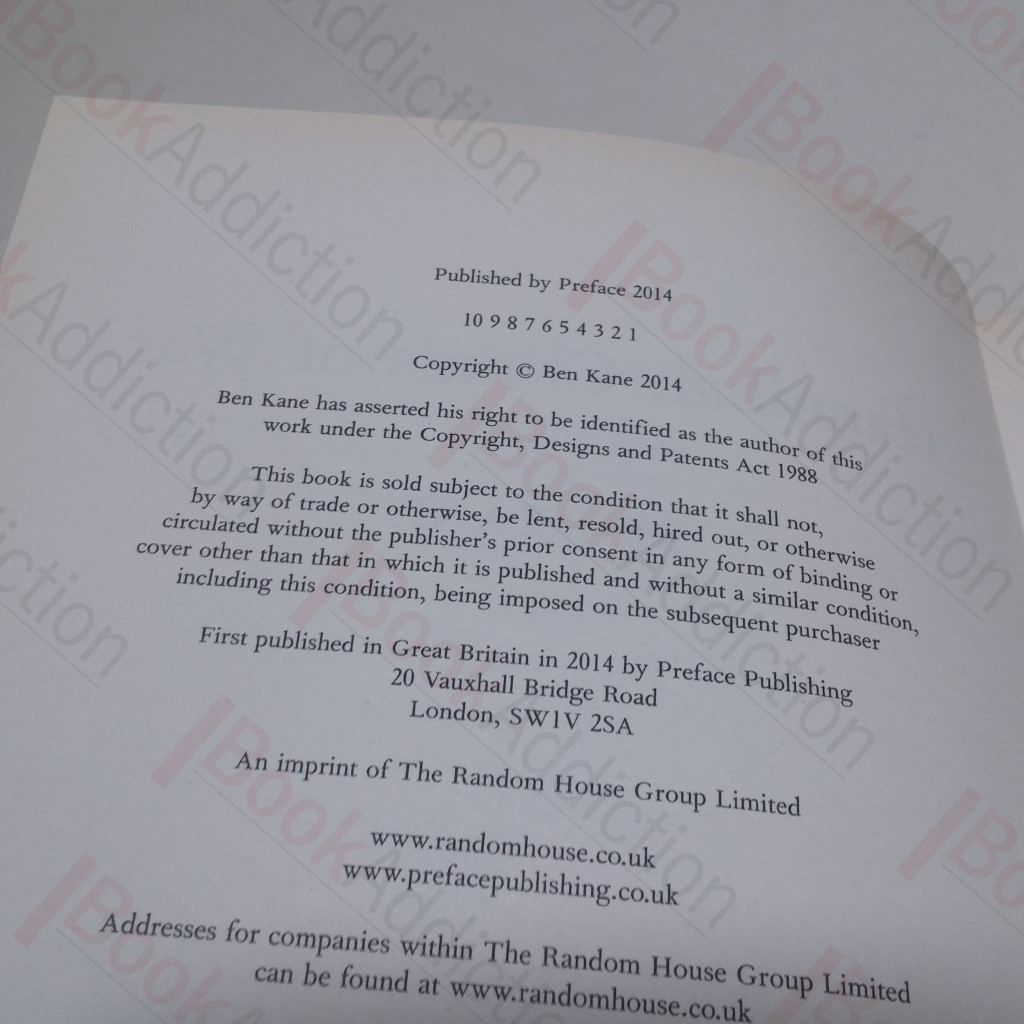 Published by Preface 2014
10 9 8 7 6 5 4 3 2 1
Copyright © Ben Kane 2014
Ben Kane has asserted his right to be identified as the author of this
work under the Copyright, Designs and Patents Act 1988
This book is sold subject to the condition that it shall not,
by way of trade or otherwise, be lent, resold, hired out, or otherwise
circulated without the publisher's prior consent in any form of binding or
cover other than that in which it is published and without a similar condition,
including this condition, being imposed on the subsequent purchaser
First published in Great Britain in 2014 by Preface Publishing
20 Vauxhall Bridge Road
London, SW1V 2SA
An imprint of The Random House Group Limited
www.randomhouse.co.uk
www.prefacepublishing.co.uk
Addresses for companies within The Random House Group Limited
can be found at www.randomhouse.co.uk
BookAddiction